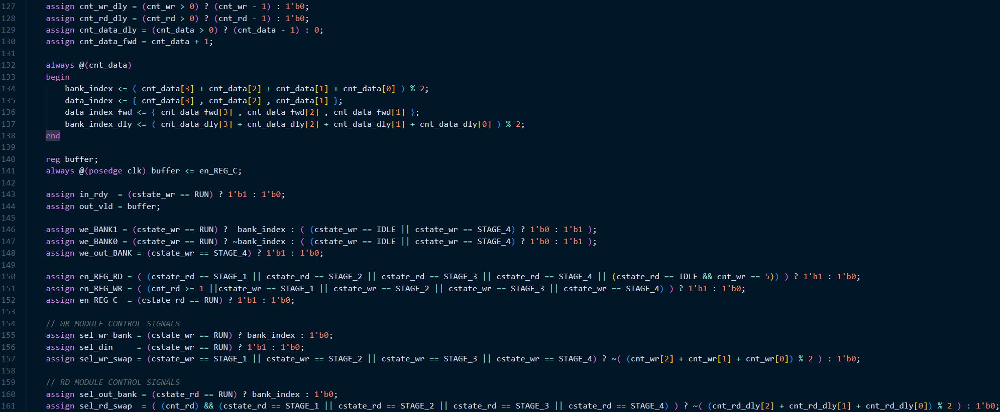 127 assign cnt_wr_dly = (cnt_wr > 0) ? (cnt_wr - 1) : 1'b0;
128 assign cnt_rd_dly = (cnt_rd > 0) ? (cnt_rd - 1) : 1'b0;
129 assign cnt_data_dly = (cnt_data > 0) ? (cnt_data - 1) : 0;
130 assign cnt_data_fwd = cnt_data + 1;
131
132 always @(cnt_data)
133 begin
134 bank_index <= ( cnt_data[3] + cnt_data[2] + cnt_data[1] + cnt_data[0] ) % 2;
135 data_index <= { cnt_data[3] , cnt_data[2] , cnt_data[1] };
136 data_index_fwd <= { cnt_data_fwd[3] , cnt_data_fwd[2] , cnt_data_fwd[1] };
137 bank_index_dly <= ( cnt_data_dly[3] + cnt_data_dly[2] + cnt_data_dly[1] + cnt_data_dly[0] ) % 2;
138 end
139
140 reg buffer;
141 always @(posedge clk) buffer <= en_REG_C;
142
143 assign in_rdy  = (cstate_wr == RUN) ? 1'b1 : 1'b0;
144 assign out_vld = buffer;
145
146 assign we_BANK1 = (cstate_wr == RUN) ?  bank_index : ( (cstate_wr == IDLE || cstate_wr == STAGE_4) ? 1'b0 : 1'b1 );
147 assign we_BANK0 = (cstate_wr == RUN) ? ~bank_index : ( (cstate_wr == IDLE || cstate_wr == STAGE_4) ? 1'b0 : 1'b1 );
148 assign we_out_BANK = (cstate_wr == STAGE_4) ? 1'b1 : 1'b0;
149
150 assign en_REG_RD = ( (cstate_rd == STAGE_1 || cstate_rd == STAGE_2 || cstate_rd == STAGE_3 || cstate_rd == STAGE_4 || (cstate_rd == IDLE && cnt_wr == 5)) ) ? 1'b1 : 1'b0;
151 assign en_REG_WR = ( (cnt_rd >= 1 ||cstate_wr == STAGE_1 || cstate_wr == STAGE_2 || cstate_wr == STAGE_3 || cstate_wr == STAGE_4) ) ? 1'b1 : 1'b0;
152 assign en_REG_C  = (cstate_rd == RUN) ? 1'b1 : 1'b0;
153
154 // WR MODULE CONTROL SIGNALS
155 assign sel_wr_bank = (cstate_wr == RUN) ? bank_index : 1'b0;
156 assign sel_din     = (cstate_wr == RUN) ? 1'b1 : 1'b0;
157 assign sel_wr_swap = (cstate_wr == STAGE_1 || cstate_wr == STAGE_2 || cstate_wr == STAGE_3 || cstate_wr == STAGE_4) ? ~( (cnt_wr[2] + cnt_wr[1] + cnt_wr[0]) % 2 ) : 1'b0;
158
159 // RD MODULE CONTROL SIGNALS
160 assign sel_out_bank = (cstate_rd == RUN) ? bank_index : 1'b0;
161 assign sel_rd_swap  = ( (cnt_rd) && (cstate_rd == STAGE_1 || cstate_rd == STAGE_2 || cstate_rd == STAGE_3 || cstate_rd == STAGE_4) ) ? ~( (cnt_rd_dly[2] + cnt_rd_dly[1] + cnt_rd_dly[0]) % 2 ) : 1'b0;